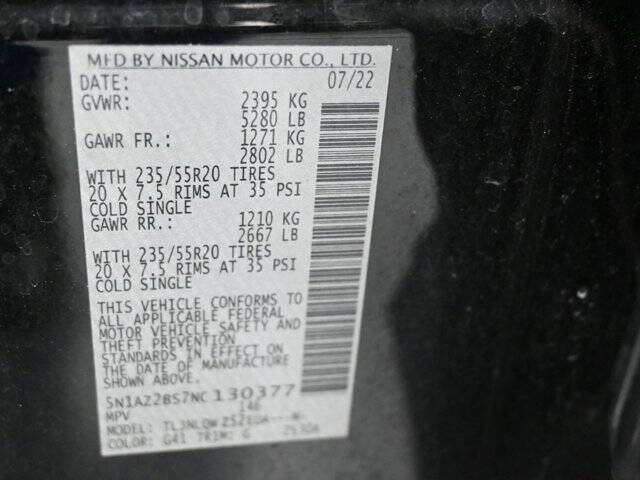 MFD BY NISSAN MOTOR CO., LTD.
DATE: 07/22
GVWR: 2395 KG
5280 LB
GAWR FR.: 1271 KG
2802 LB
WITH 235/55R20 TIRES
20 X 7.5 RIMS AT 35 PSI
COLD SINGLE
GAWR RR.: 1210 KG
2667 LB
WITH 235/55R20 TIRES
20 X 7.5 RIMS AT 35 PSI
COLD SINGLE
THIS VEHICLE CONFORMS TO
ALL APPLICABLE FEDERAL
MOTOR VEHICLE SAFETY AND
THEFT PREVENTION
STANDARDS IN EFFECT ON
THE DATE OF MANUFACTURE
SHOWN ABOVE.
5N1AZ2BS7NC130377
MPV 146
MODEL:
COLOR: G41 TRIM: G